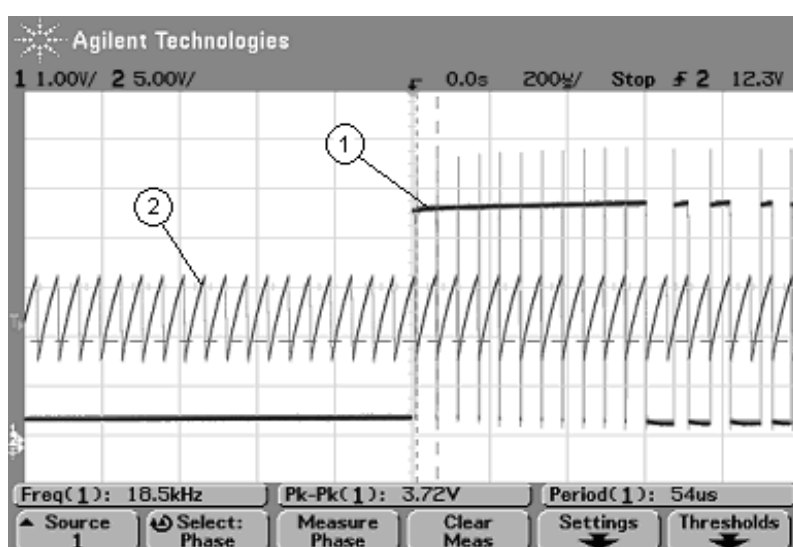 Agilent Technologies
1 1.00V/ 2 5.00V/ 0.0s 200㎲/ Stop 2 12.3V
1
2
Freq(1): 18.5kHz Pk-Pk(1): 3.72V Period(1): 54us
Source 1 Select: Phase Measure Phase Clear Meas Settings Thresholds